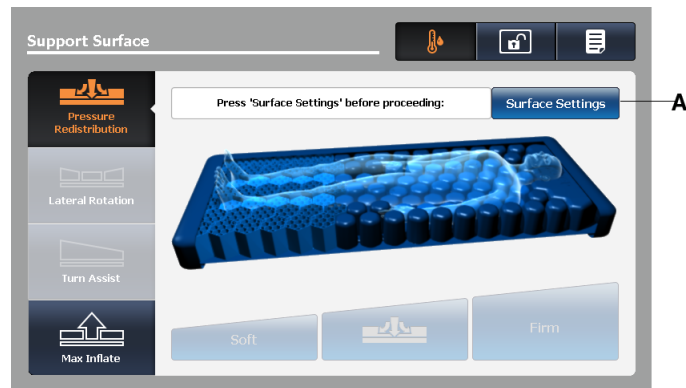 Support Surface
Press 'Surface Settings' before proceeding:
Surface Settings
A
Pressure
Redistribution
Lateral Rotation
Turn Assist
Max Inflate
Soft
Firm